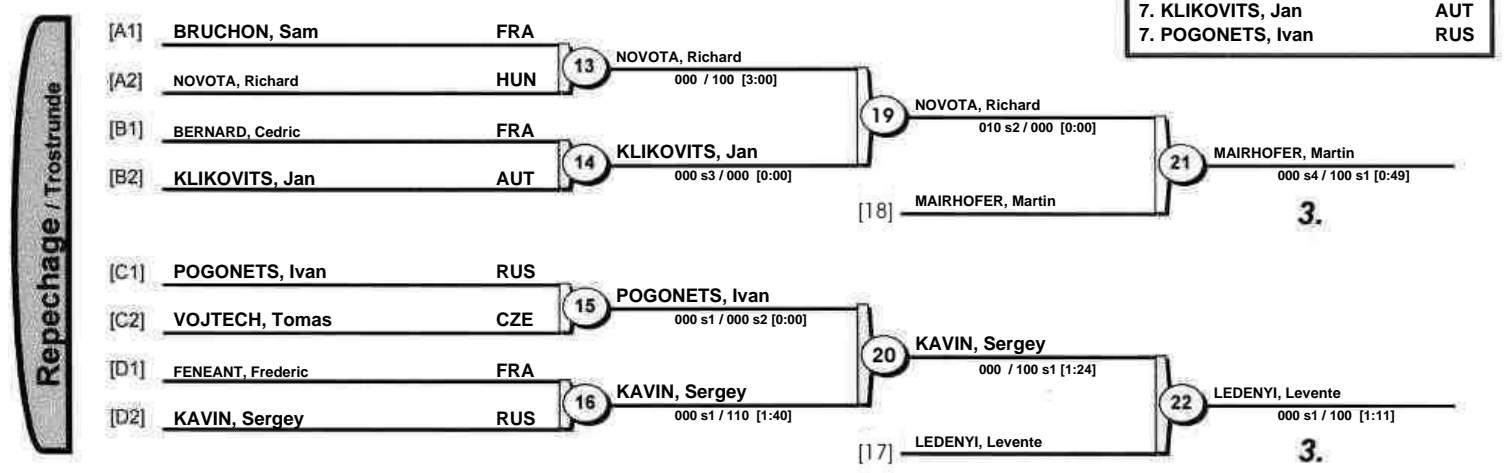 7. KLIKOVITS, Jan AUT
7. POGONETS, Ivan RUS
Repechage / Trostrunde
[A1] BRUCHON, Sam FRA
13 NOVOTA, Richard
000 / 100 [3:00]
[A2] NOVOTA, Richard HUN
19 NOVOTA, Richard
010 s2 / 000 [0:00]
[B1] BERNARD, Cedric FRA
14 KLIKOVITS, Jan
000 s3 / 000 [0:00]
[B2] KLIKOVITS, Jan AUT
21 MAIRHOFER, Martin
000 s4 / 100 s1 [0:49]
[18] MAIRHOFER, Martin
3.
[C1] POGONETS, Ivan RUS
15 POGONETS, Ivan
000 s1 / 000 s2 [0:00]
[C2] VOJTECH, Tomas CZE
20 KAVIN, Sergey
000 / 100 s1 [1:24]
[D1] FENEANT, Frederic FRA
16 KAVIN, Sergey
000 s1 / 110 [1:40]
[D2] KAVIN, Sergey RUS
22 LEDENYI, Levente
000 s1 / 100 [1:11]
[17] LEDENYI, Levente
3.